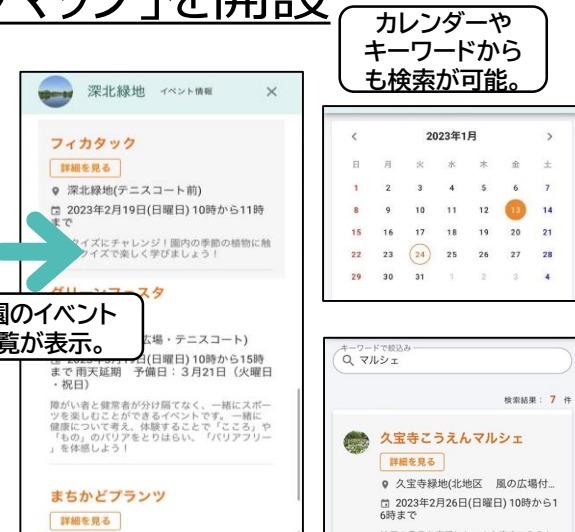 マップ」を開設
カレンダーや
キーワードから
も検索が可能。
深北緑地 イベント情報 ×
フィカタック
詳細を見る
深北緑地(テニスコート前)
2023年2月19日(日曜日) 10時から11時
まで
イズにチャレンジ！園内の季節の植物に触
クイズで楽しく学びましょう！
園のイベント
覧が表示。
グリーンフェスタ
広場・テニスコート)
日(日曜日) 10時から15時
まで 雨天延期 予備日：3月21日（火曜日
・祝日）
障がい者と健常者が分け隔てなく、一緒にスポー
ツを楽しむことができるイベントです。一緒に
健康について考え、体験することで「こころ」や
「もの」のバリアをとりはらい、「バリアフリー
」を体感しよう！
まちかどプランツ
詳細を見る
< 2023年1月 >
日 月 火 水 木 金 土
1 2 3 4 5 6 7
8 9 10 11 12 13 14
15 16 17 18 19 20 21
22 23 24 25 26 27 28
29 30 31 1 2 3 4
キーワードで絞込み
マルシェ
検索結果： 7 件
久宝寺こうえんマルシェ
詳細を見る
久宝寺緑地(北地区 風の広場付...
2023年2月26日(日曜日) 10時から1
6時まで